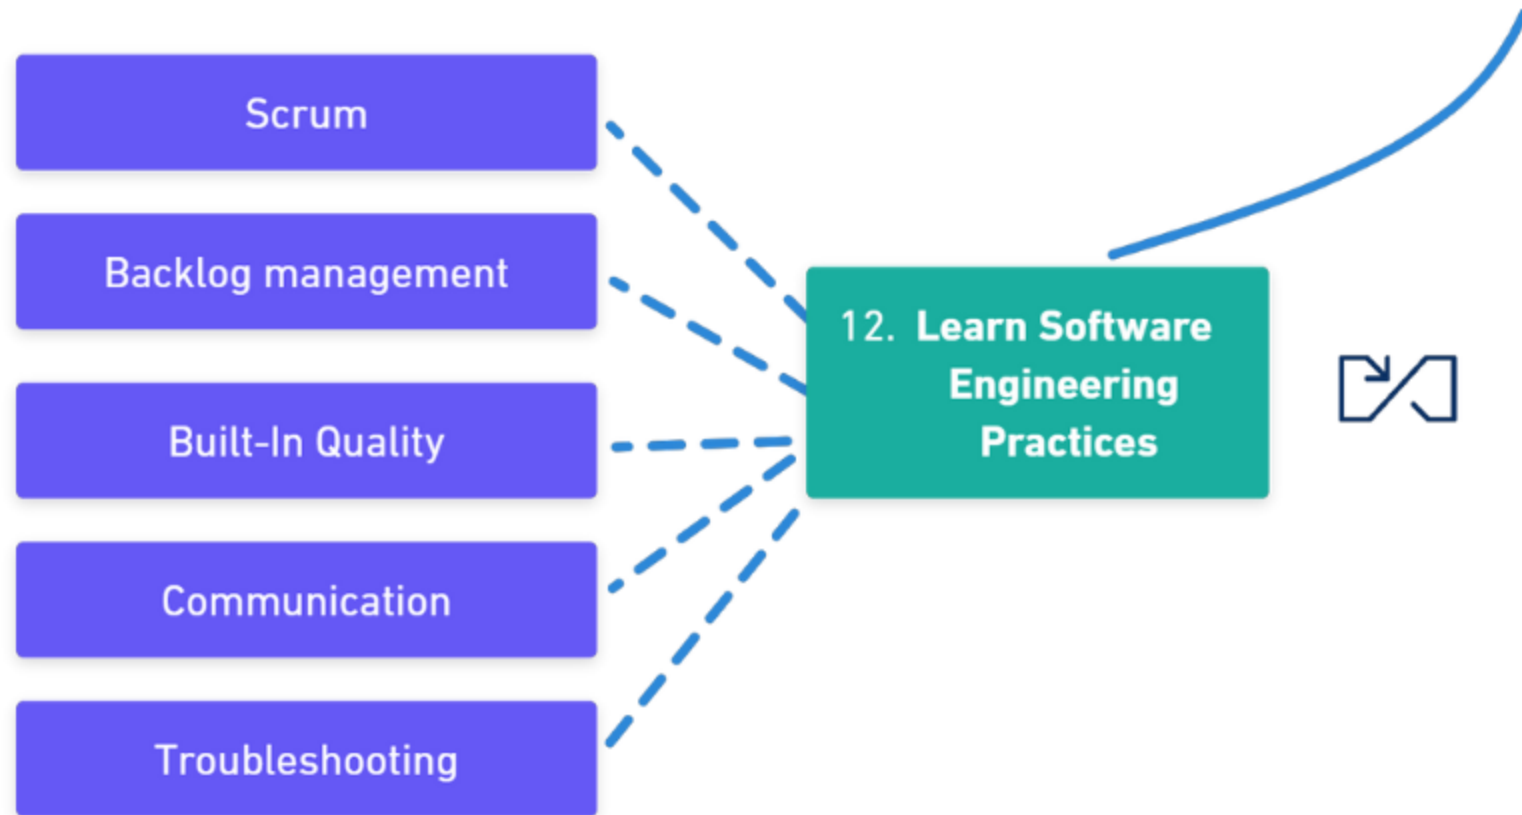 Scrum
Backlog management
Built-In Quality
Communication
Troubleshooting
12. Learn Software
Engineering
Practices